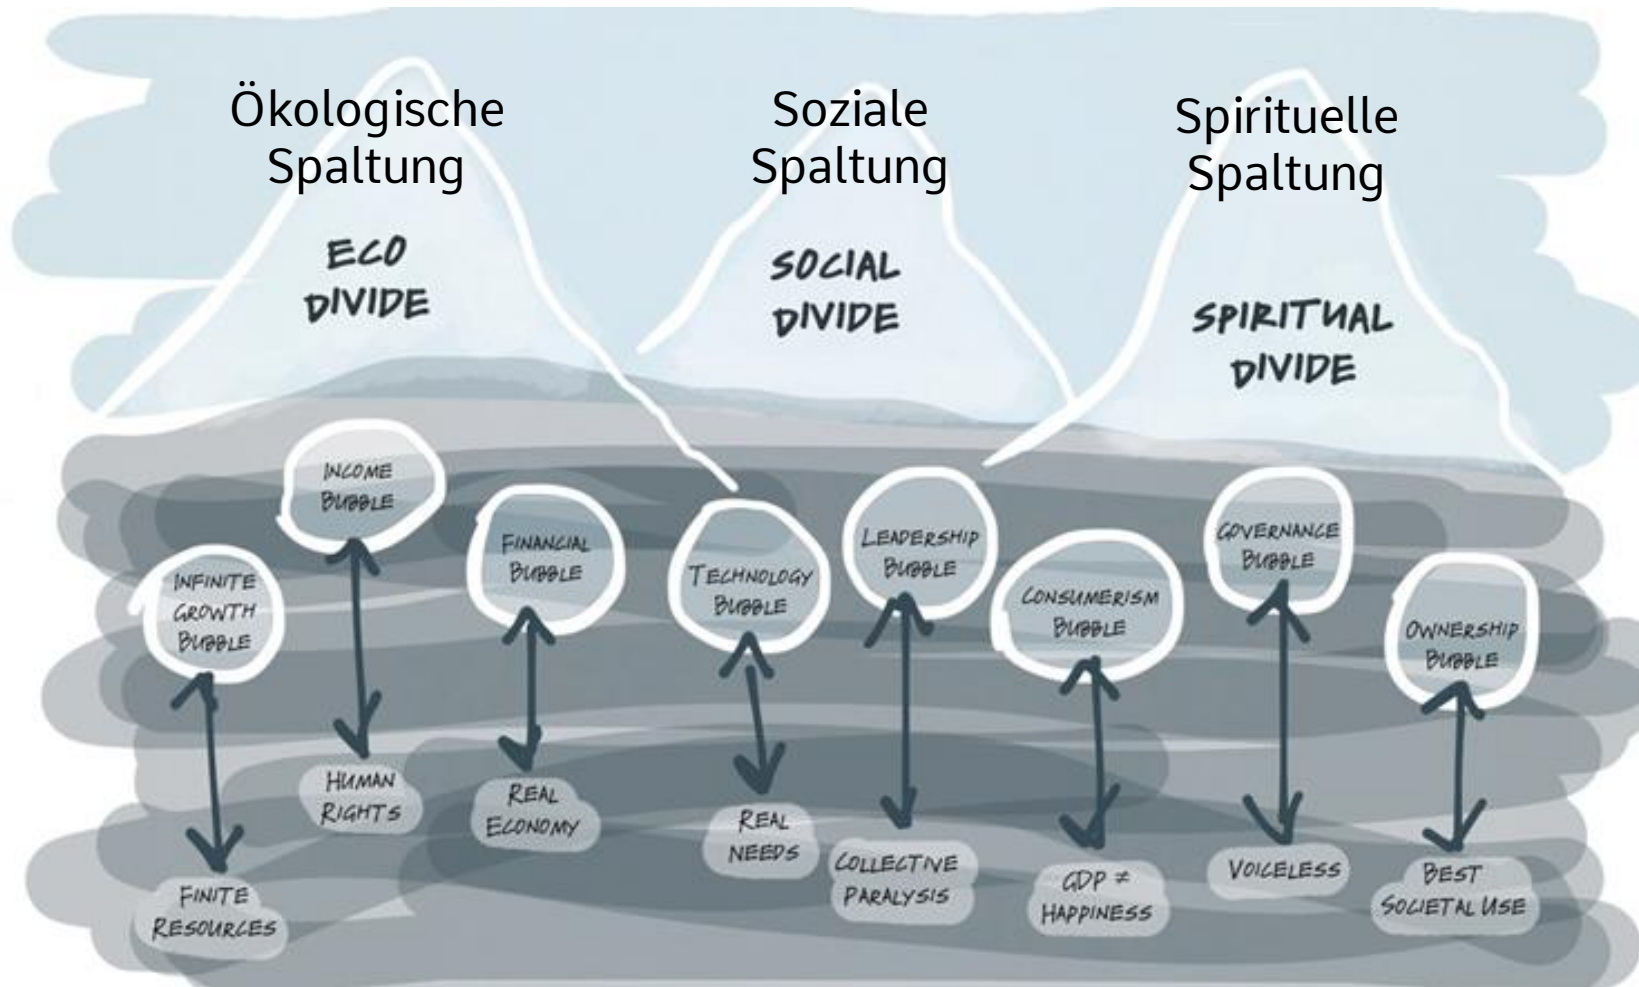 Ökologische
Spaltung
Soziale
Spaltung
Spirituelle
Spaltung
ECO
DIVIDE
SOCIAL
DIVIDE
SPIRITUAL
DIVIDE
INFINITE
GROWTH
BUBBLE
INCOME
BUBBLE
FINANCIAL
BUBBLE
TECHNOLOGY
BUBBLE
LEADERSHIP
BUBBLE
CONSUMERISM
BUBBLE
GOVERNANCE
BUBBLE
OWNERSHIP
BUBBLE
FINITE
RESOURCES
HUMAN
RIGHTS
REAL
ECONOMY
REAL
NEEDS
COLLECTIVE
PARALYSIS
GDP ≠
HAPPINESS
VOICELESS
BEST
SOCIETAL USE